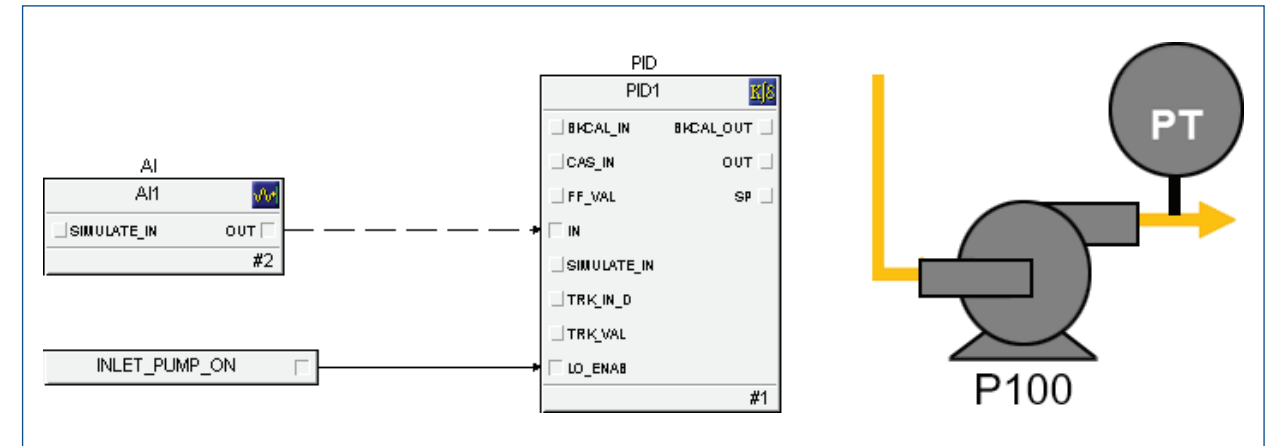 AI
AI1
SIMULATE_IN OUT
#2
INLET_PUMP_ON
PID
PID1
BKCAL_IN BKCAL_OUT
CAS_IN OUT
FF_VAL SP
IN
SIMULATE_IN
TRK_IN_D
TRK_VAL
LO_ENAB
#1
PT
P100